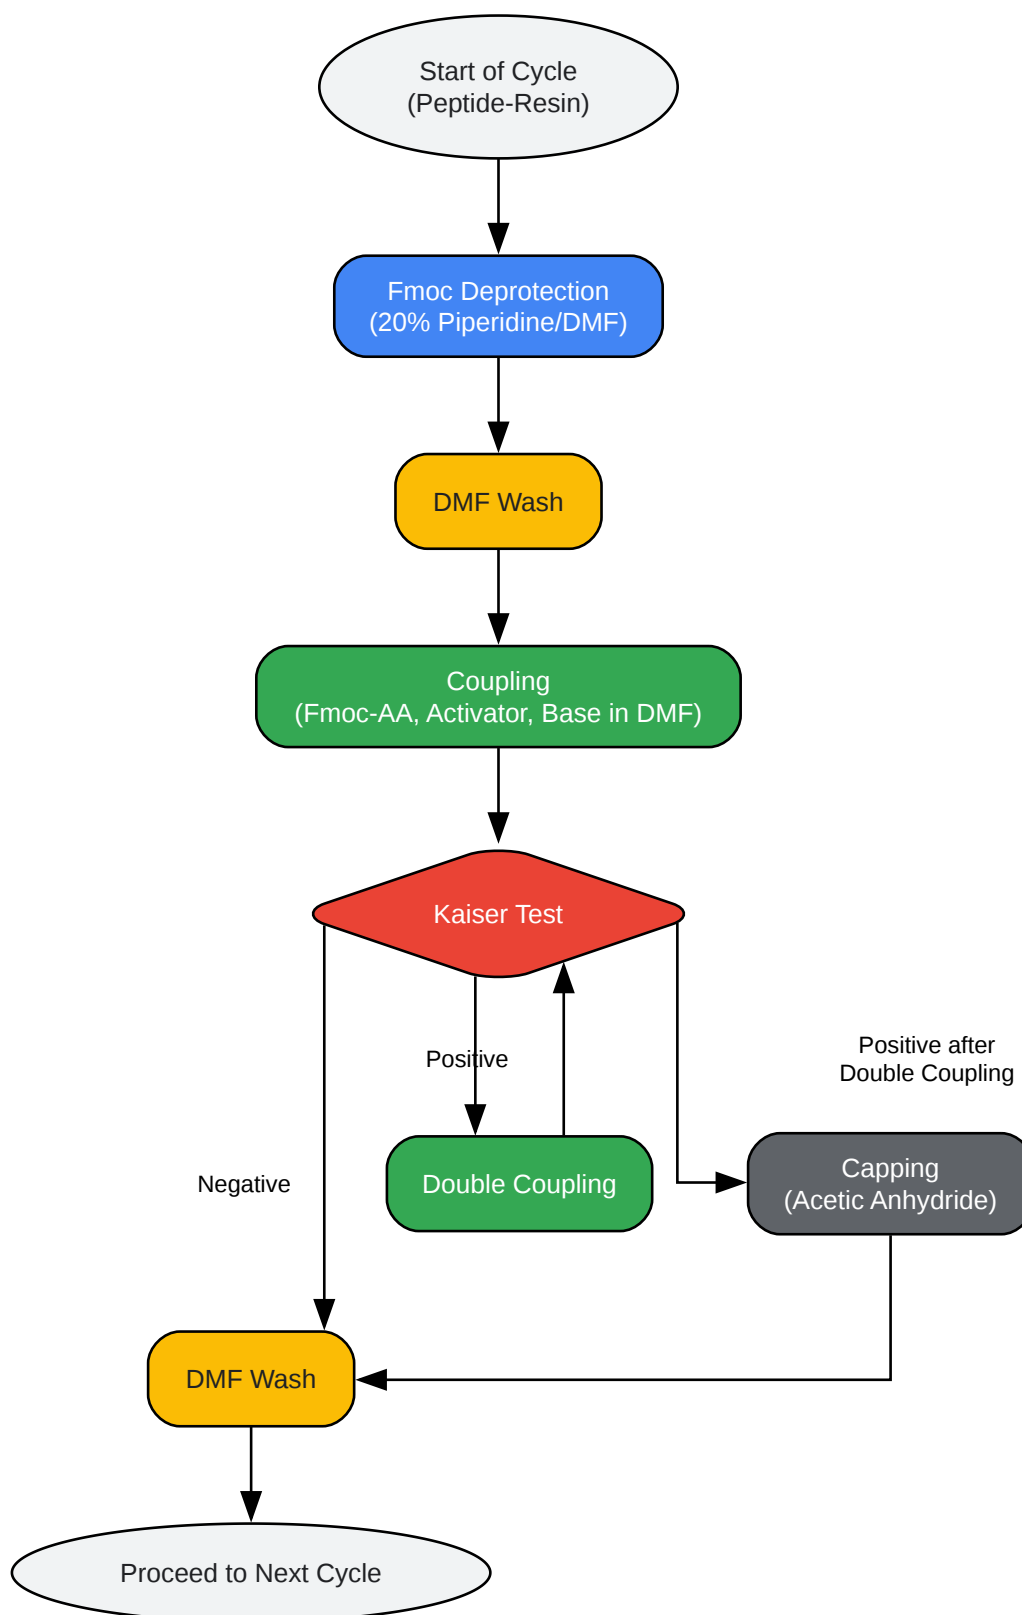 Start of Cycle
(Peptide-Resin)
Fmoc Deprotection
(20% Piperidine/DMF)
DMF Wash
Coupling
(Fmoc-AA, Activator, Base in DMF)
Kaiser Test
Positive
Positive after
Double Coupling
Negative
Double Coupling
Capping
(Acetic Anhydride)
DMF Wash
Proceed to Next Cycle